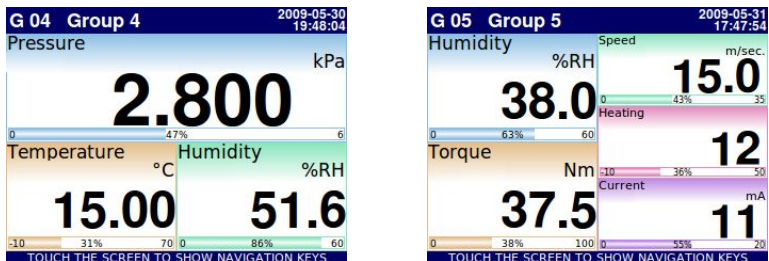 G 04 Group 4 2009-05-30
19:48:04
Pressure
kPa
2.800
0 47% 6
Temperature Humidity
°C %RH
15.00 51.6
-10 31% 70 0 86% 60
TOUCH THE SCREEN TO SHOW NAVIGATION KEYS
G 05 Group 5 2009-05-31
17:47:54
Humidity
%RH
38.0
0 63% 60
Speed
m/sec.
15.0
0 43% 35
Heating
12
-10 36% 50
Torque
Nm
37.5
0 38% 100
Current
mA
11
0 55% 20
TOUCH THE SCREEN TO SHOW NAVIGATION KEYS